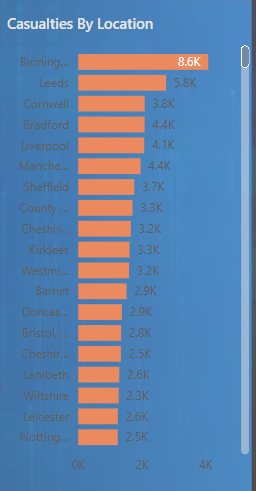 Casualties By Location
Birming... 8.6K
Leeds 5.8K
Cornwall 3.8K
Bradford 4.4K
Liverpool 4.1K
Manche... 4.4K
Sheffield 3.7K
County ... 3.3K
Cheshir... 3.2K
Kirklees 3.3K
Westmi... 3.2K
Barnet 2.9K
Doncas... 2.9K
Bristol, ... 2.8K
Cheshir... 2.5K
Lambeth 2.6K
Wiltshire 2.3K
Leicester 2.6K
Notting... 2.5K
0K 2K 4K